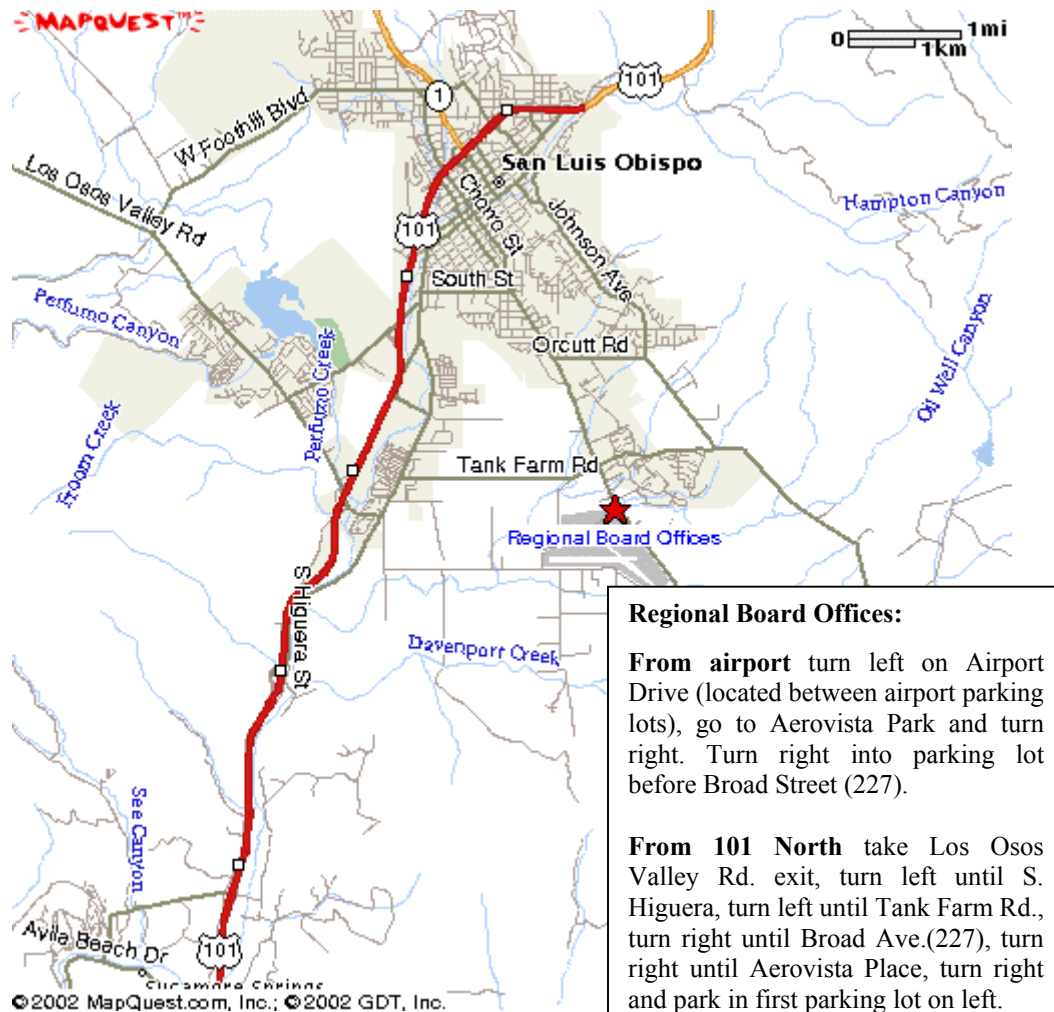 MAPQUEST™
0 1mi
1km
101
1
W Foothill Blvd
San Luis Obispo
Los Osos Valley Rd
Chorro St
Johnson Ave
Hampton Canyon
101
South St
Perfumo Canyon
Perfumo Creek
Orcutt Rd
Oil Well Canyon
Froom Creek
Tank Farm Rd
Regional Board Offices
S Higuera St
Davenport Creek
See Canyon
Avila Beach Dr
101
Sycamore Springs
©2002 MapQuest.com, Inc.; ©2002 GDT, Inc.
Regional Board Offices:
From airport turn left on Airport
Drive (located between airport parking
lots), go to Aerovista Park and turn
right. Turn right into parking lot
before Broad Street (227).
From 101 North take Los Osos
Valley Rd. exit, turn left until S.
Higuera, turn left until Tank Farm Rd.,
turn right until Broad Ave.(227), turn
right until Aerovista Place, turn right
and park in first parking lot on left.